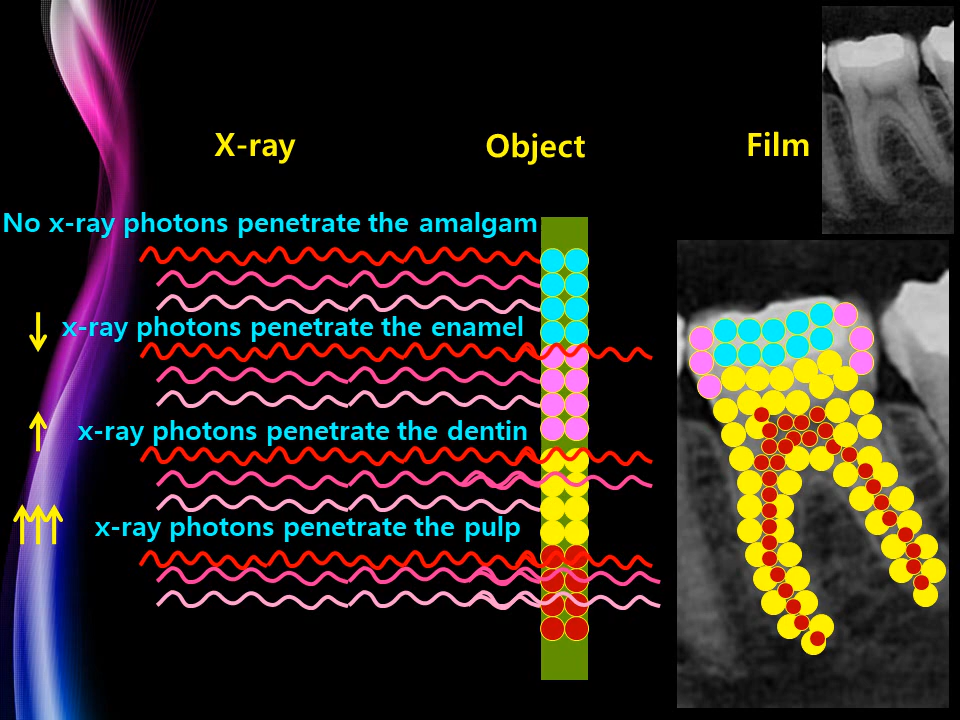 X-ray
Object
Film
No x-ray photons penetrate the amalgam
x-ray photons penetrate the enamel
x-ray photons penetrate the dentin
x-ray photons penetrate the pulp